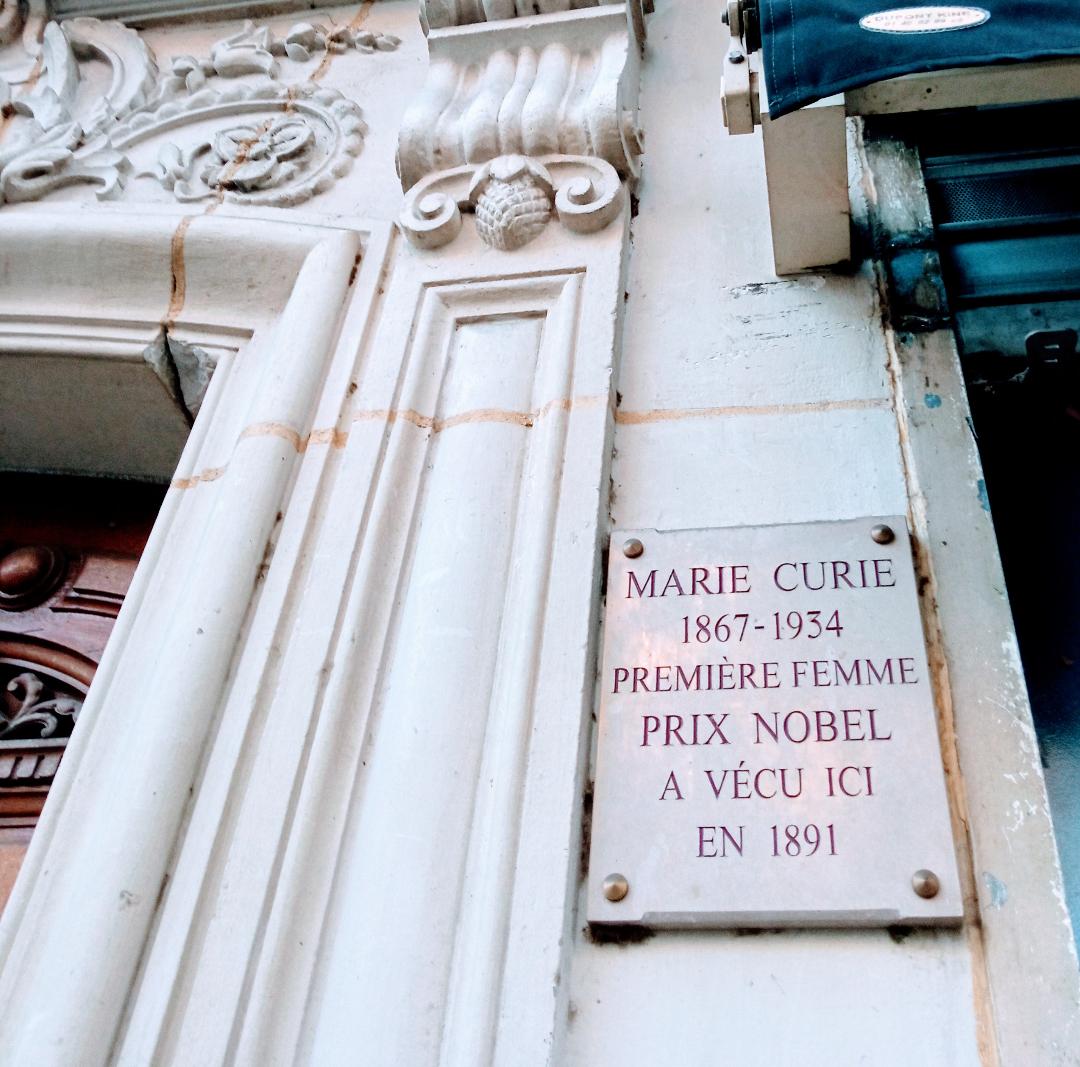 DUPONT KINE
MARIE CURIE
1867-1934
PREMIÈRE FEMME
PRIX NOBEL
A VÉCU ICI
EN 1891